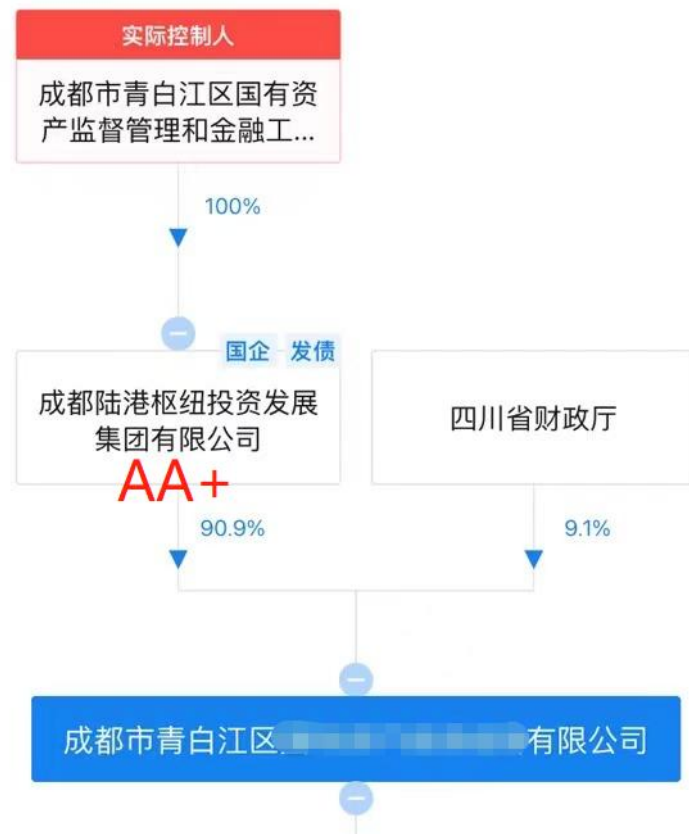 实际控制人
成都市青白江区国有资
产监督管理和金融工...
100%
国企 发债
成都陆港枢纽投资发展
集团有限公司
四川省财政厅
AA+
90.9%
9.1%
成都市青白江区
有限公司